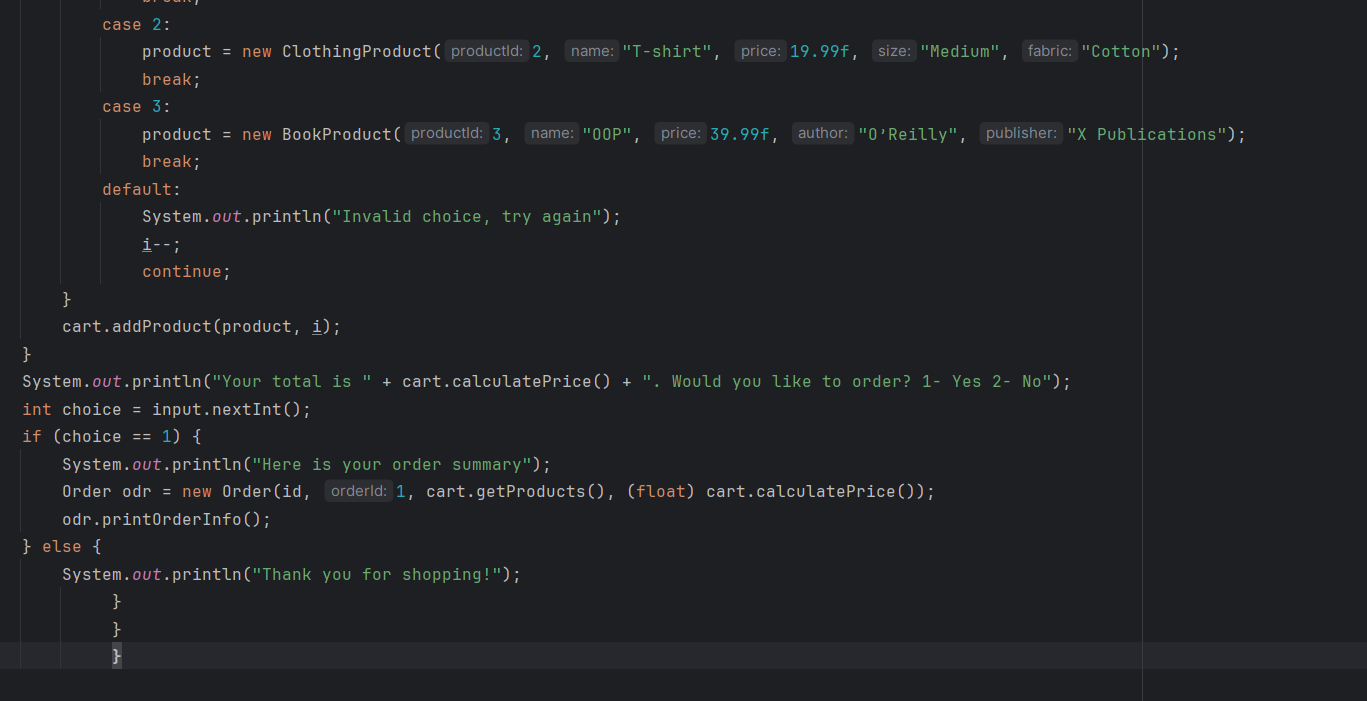 break;
case 2:
product = new ClothingProduct( productId: 2, name: "T-shirt", price: 19.99f, size: "Medium", fabric: "Cotton");
break;
case 3:
product = new BookProduct( productId: 3, name: "OOP", price: 39.99f, author: "O'Reilly", publisher: "X Publications");
break;
default:
System.out.println("Invalid choice, try again");
i--;
continue;
}
cart.addProduct(product, i);
}
System.out.println("Your total is " + cart.calculatePrice() + ". Would you like to order? 1- Yes 2- No");
int choice = input.nextInt();
if (choice == 1) {
System.out.println("Here is your order summary");
Order odr = new Order(id, orderId: 1, cart.getProducts(), (float) cart.calculatePrice());
odr.printOrderInfo();
} else {
System.out.println("Thank you for shopping!");
}
}
}